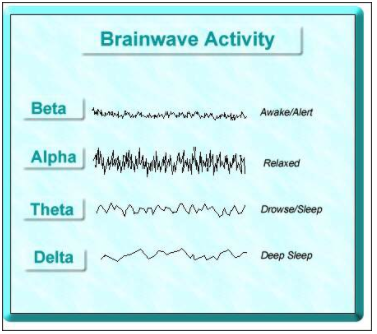 Brainwave Activity
Beta Awake/Alert
Alpha Relaxed
Theta Drowse/Sleep
Delta Deep Sleep